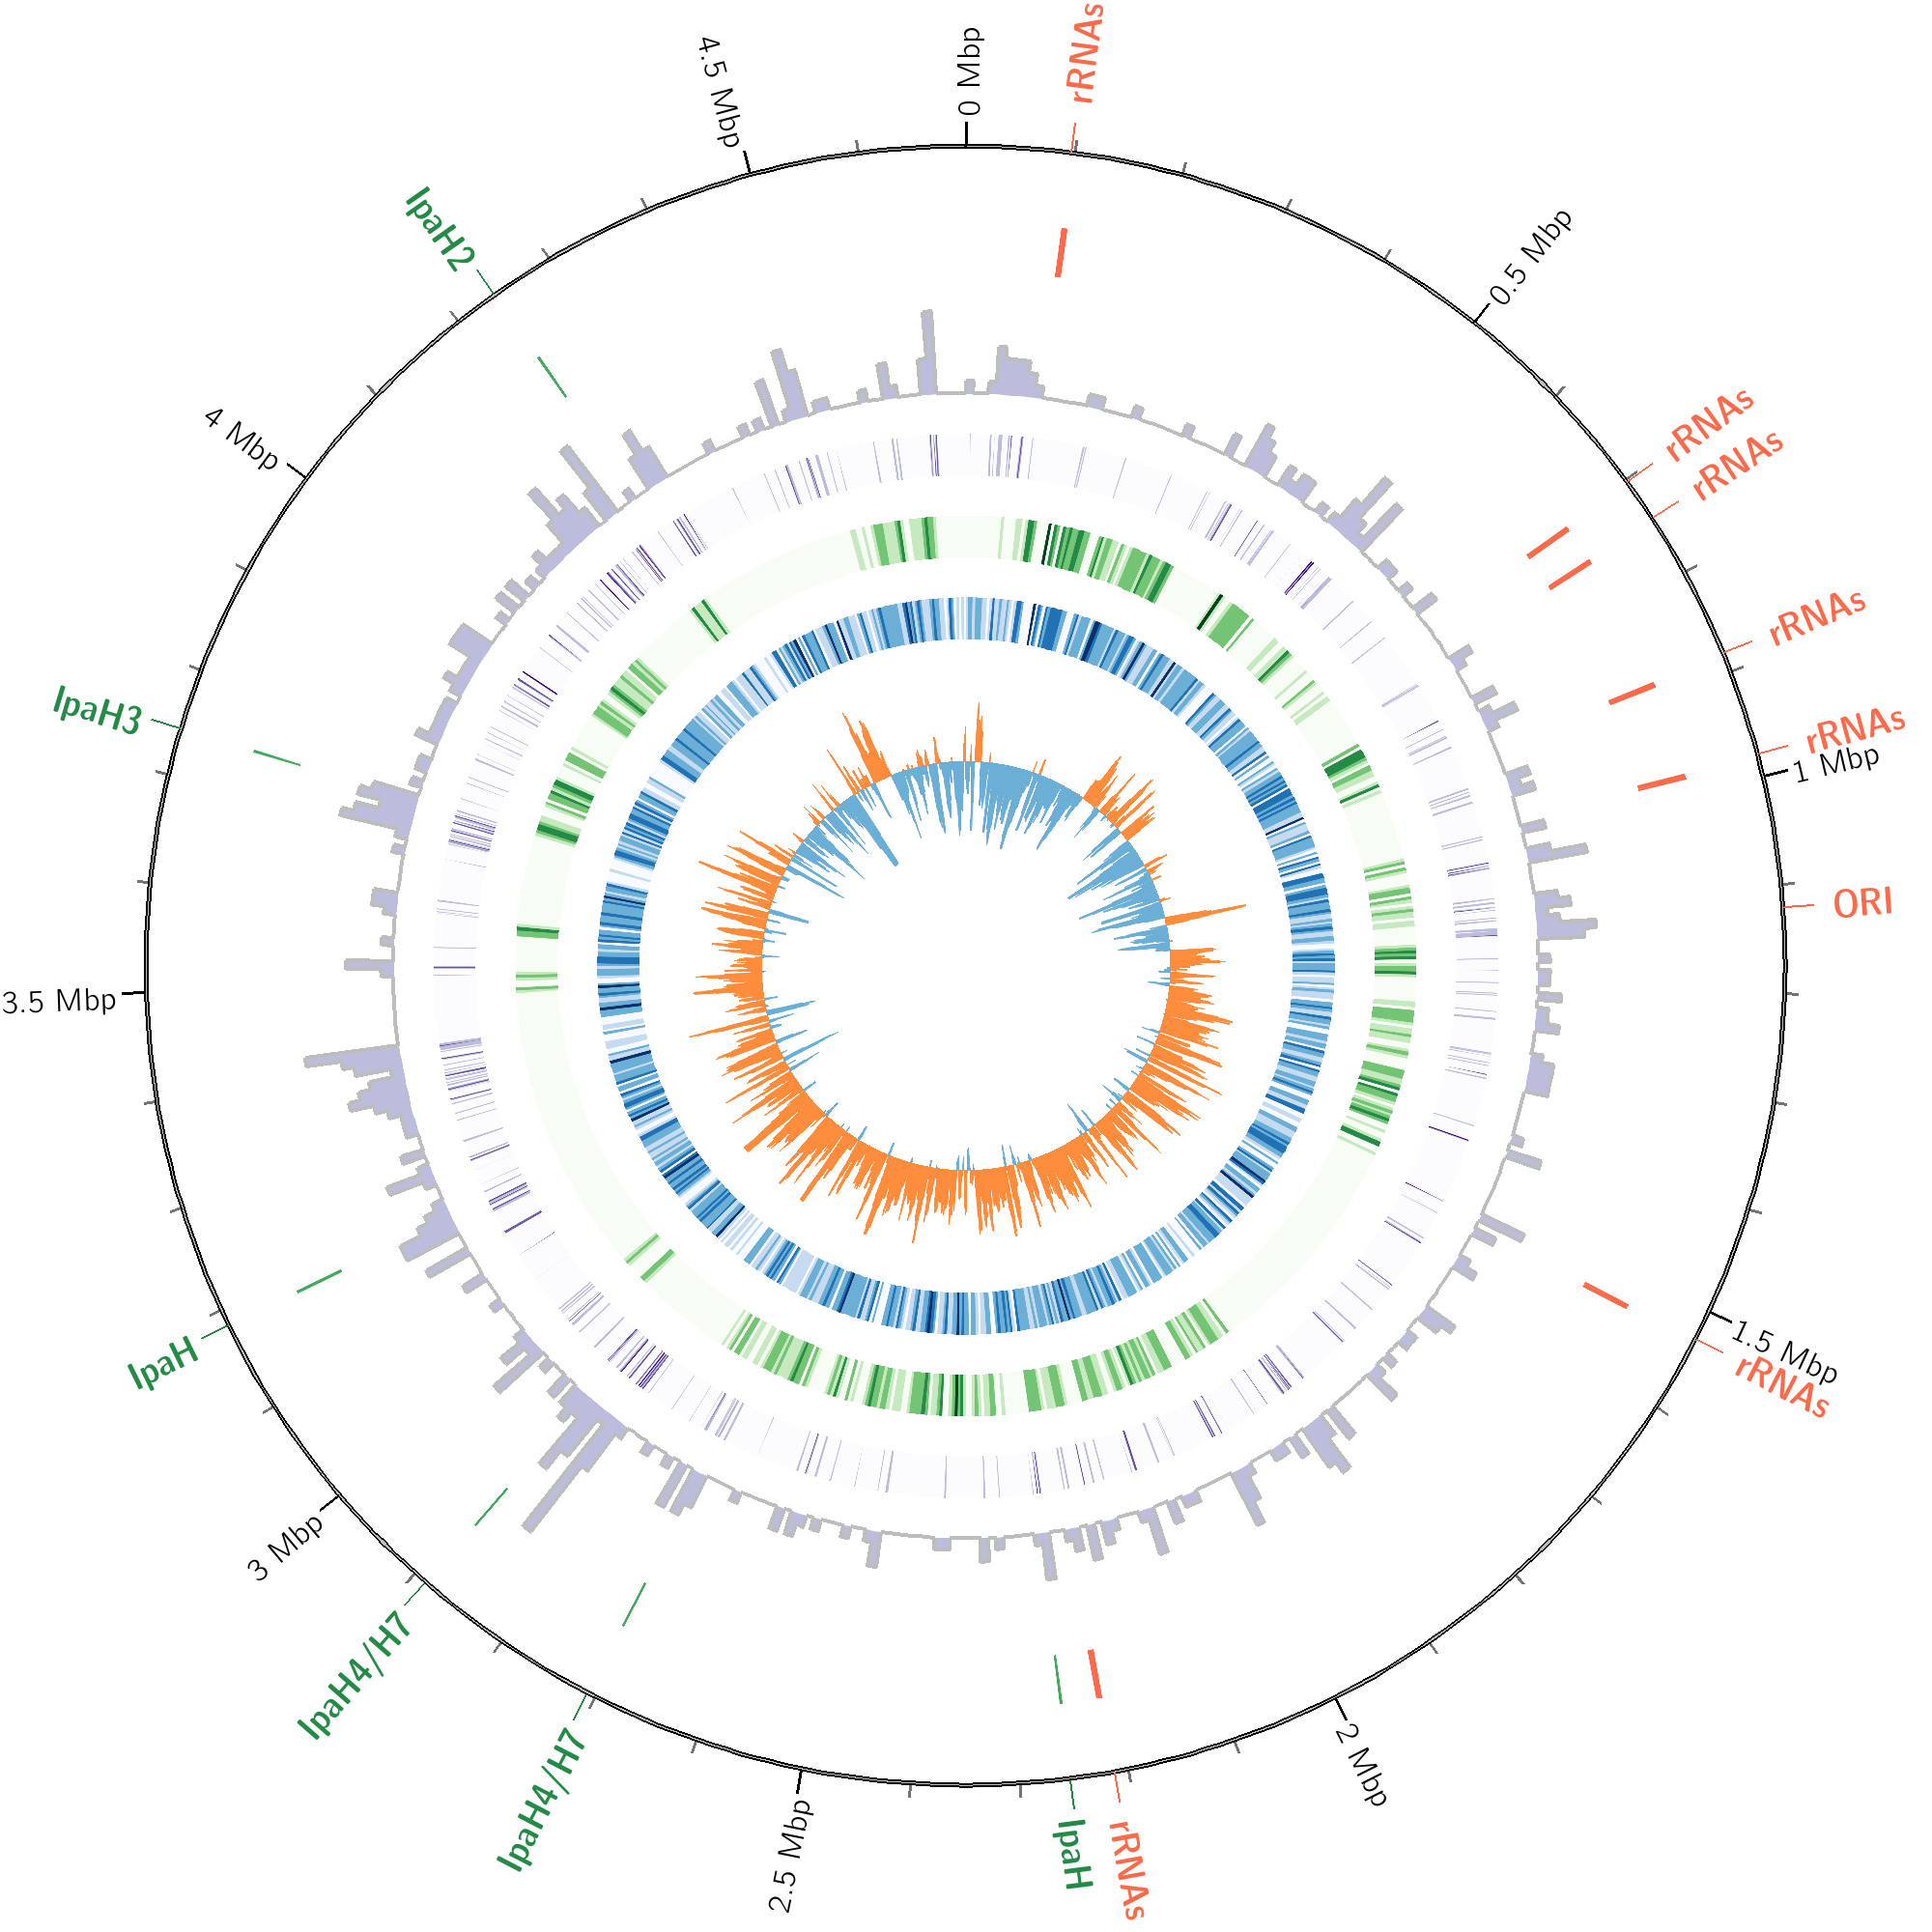 0 Mbp
rRNAs
0.5 Mbp
rRNAs
rRNAs
rRNAs
rRNAs
1 Mbp
ORI
1.5 Mbp
rRNAs
2 Mbp
rRNAs
IpaH
2.5 Mbp
IpaH4/H7
IpaH4/H7
3 Mbp
IpaH
3.5 Mbp
IpaH3
4 Mbp
IpaH2
4.5 Mbp